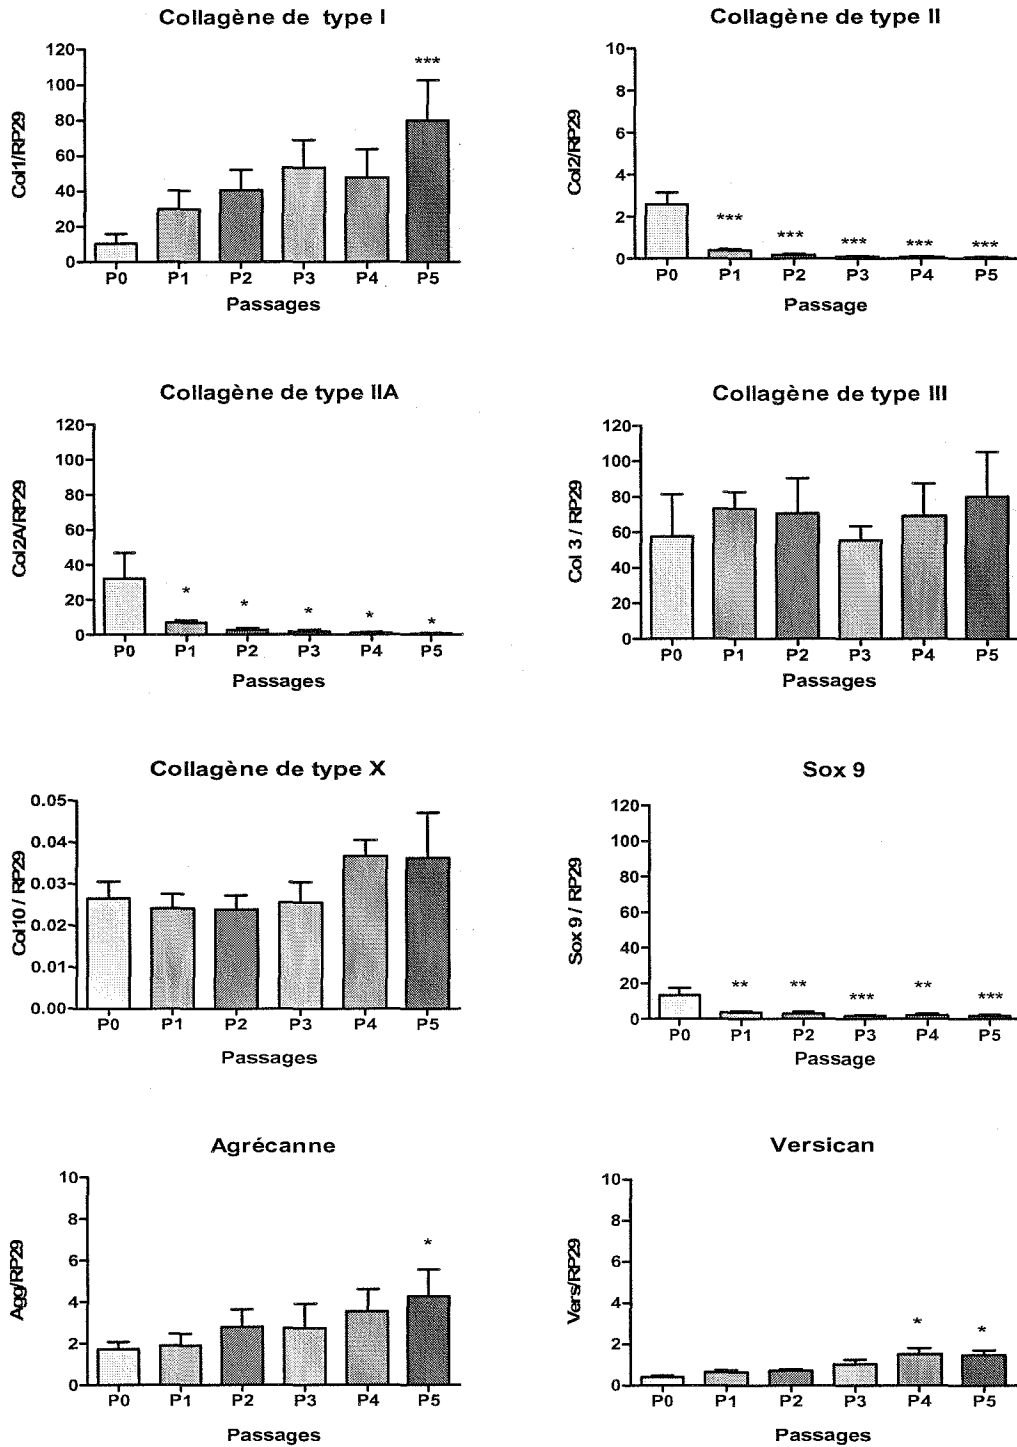 Collagène de type I
120
100
80
60
40
20
0
Col1/RP29
***
P0 P1 P2 P3 P4 P5
Passages
Collagène de type II
10
8
6
4
2
0
Col2/RP29
*** *** *** *** ***
P0 P1 P2 P3 P4 P5
Passage
Collagène de type IIA
120
100
80
60
40
20
0
Col2A/RP29
* * * * *
P0 P1 P2 P3 P4 P5
Passages
Collagène de type III
120
100
80
60
40
20
0
Col 3 / RP29
P0 P1 P2 P3 P4 P5
Passages
Collagène de type X
0.05
0.04
0.03
0.02
0.01
0.00
Col10 / RP29
P0 P1 P2 P3 P4 P5
Passages
Sox 9
120
100
80
60
40
20
0
Sox 9 / RP29
** ** *** ** ***
P0 P1 P2 P3 P4 P5
Passage
Agrécanne
10
8
6
4
2
0
Agg/RP29
*
P0 P1 P2 P3 P4 P5
Passages
Versican
10
8
6
4
2
0
Vers/RP29
* *
P0 P1 P2 P3 P4 P5
Passages